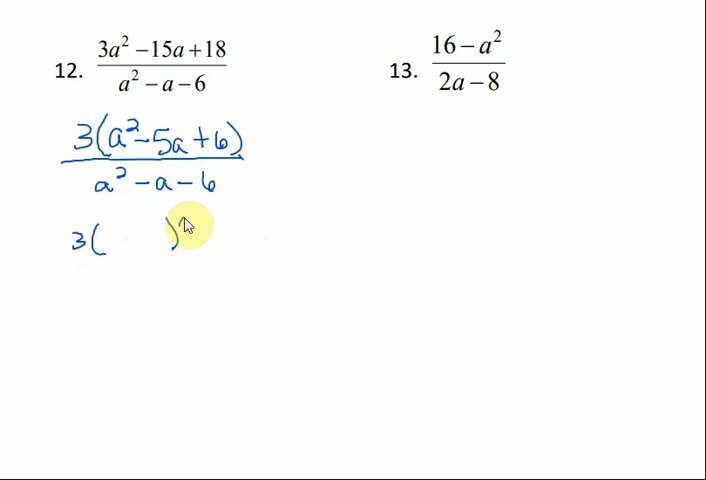 12. (3a² − 15a + 18) / (a² − a − 6)
3(a² − 5a + 6)
a² − a − 6
3( )
13. (16 − a²) / (2a − 8)